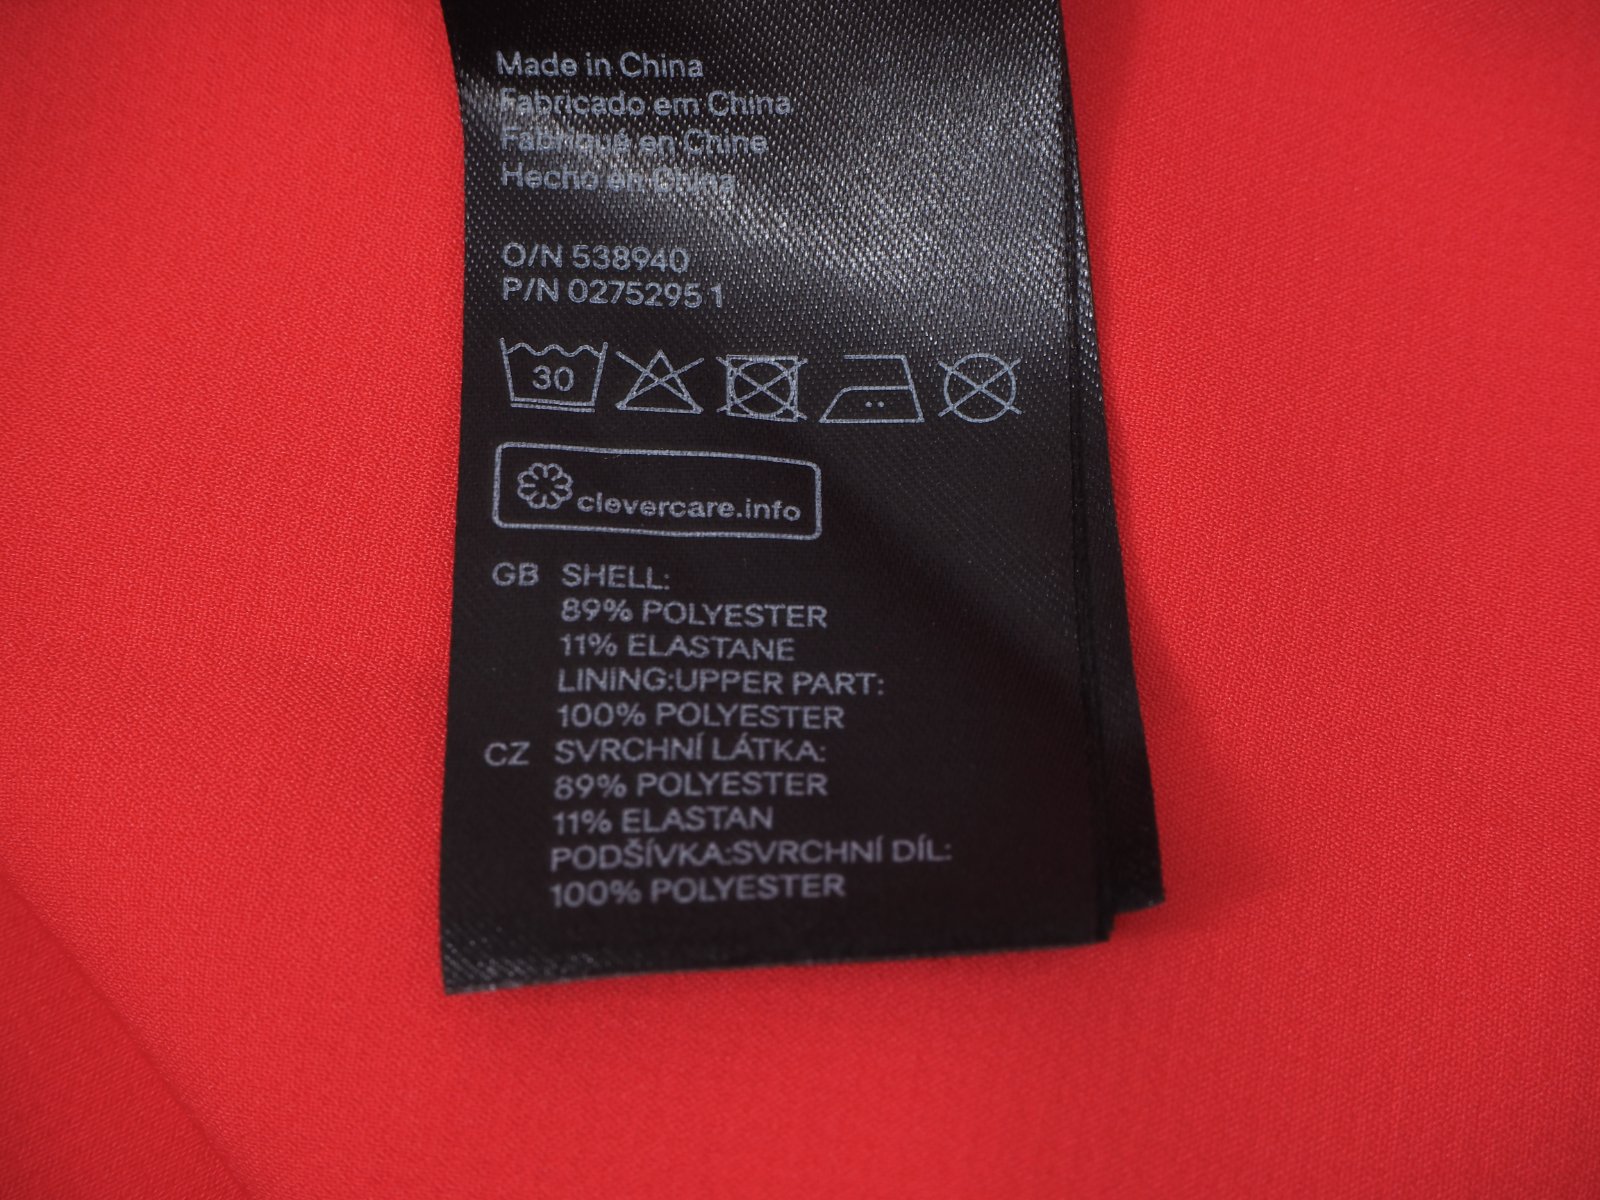 Made in China
Fabricado em China
Fabriqué en Chine
Hecho en China
O/N 538940
P/N 02752951
30
clevercare.info
GB SHELL:
89% POLYESTER
11% ELASTANE
LINING:UPPER PART:
100% POLYESTER
CZ SVRCHNÍ LÁTKA:
89% POLYESTER
11% ELASTAN
PODŠÍVKA:SVRCHNÍ DÍL:
100% POLYESTER